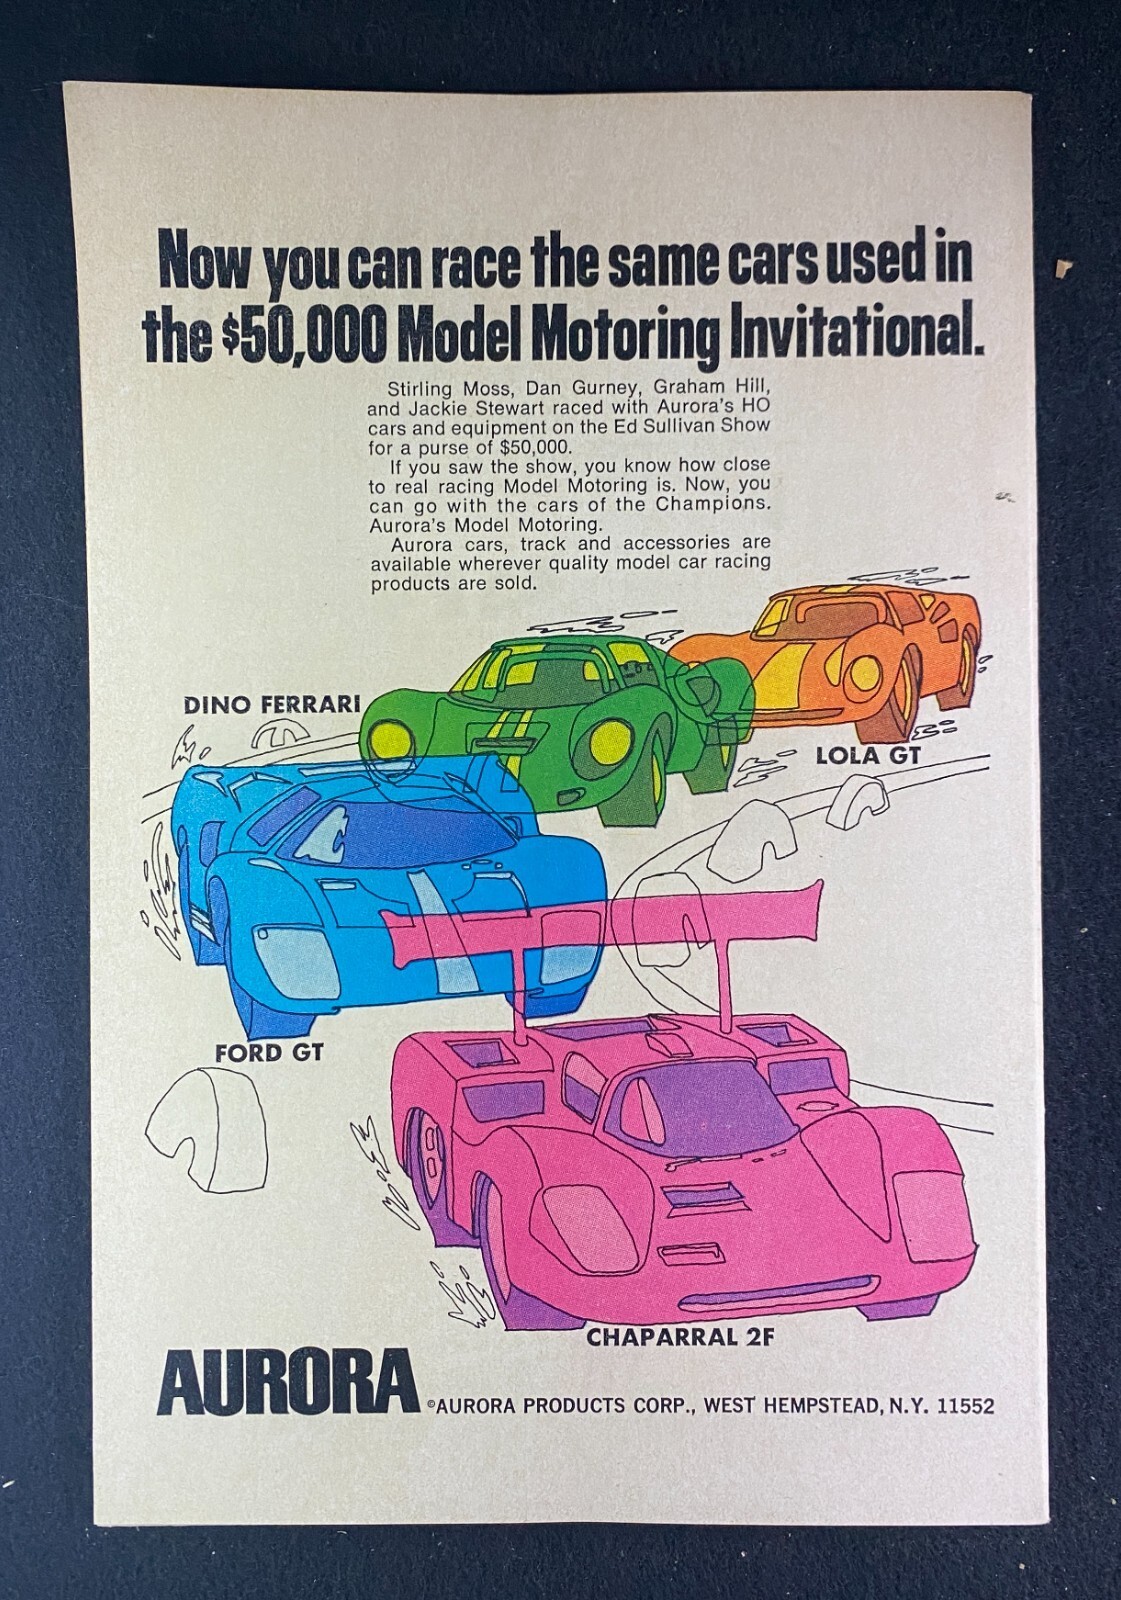 Now you can race the same cars used in
the $50,000 Model Motoring Invitational.
Stirling Moss, Dan Gurney, Graham Hill,
and Jackie Stewart raced with Aurora's HO
cars and equipment on the Ed Sullivan Show
for a purse of $50,000.
If you saw the show, you know how close
to real racing Model Motoring is. Now, you
can go with the cars of the Champions.
Aurora's Model Motoring.
Aurora cars, track and accessories are
available wherever quality model car racing
products are sold.
DINO FERRARI
LOLA GT
FORD GT
CHAPARRAL 2F
AURORA ©AURORA PRODUCTS CORP., WEST HEMPSTEAD, N.Y. 11552